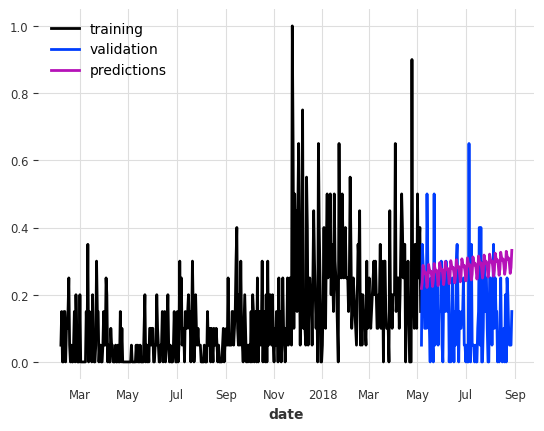 1.0
0.8
0.6
0.4
0.2
0.0
training
validation
predictions
Mar May Jul Sep Nov 2018 Mar May Jul Sep
date